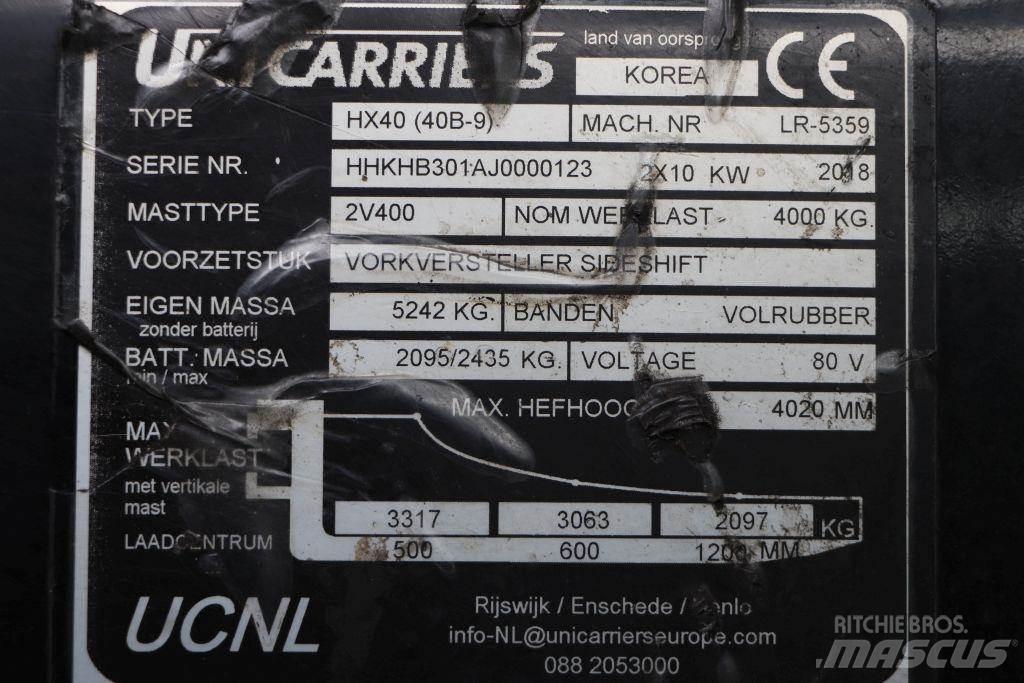 UNICARRIERS
land van oorspr
KOREA
CE
TYPE HX40 (40B-9) MACH. NR LR-5359
SERIE NR. HHKHB301AJ0000123 2X10 KW 2018
MASTTYPE 2V400 NOM WERKLAST 4000 KG.
VOORZETSTUK VORKVERSTELLER SIDESHIFT
EIGEN MASSA 5242 KG. BANDEN VOLRUBBER
zonder batterij
BATT. MASSA 2095/2435 KG. VOLTAGE 80 V
min / max
MAX. HEFHOOG 4020 MM
MAX
WERKLAST
met vertikale
mast
3317 3063 2097 KG
LAADCENTRUM 500 600 1200 MM
UCNL
Rijswijk / Enschede / Venlo
info-NL@unicarrierseurope.com
088 2053000
RITCHIE BROS.
MASCUS